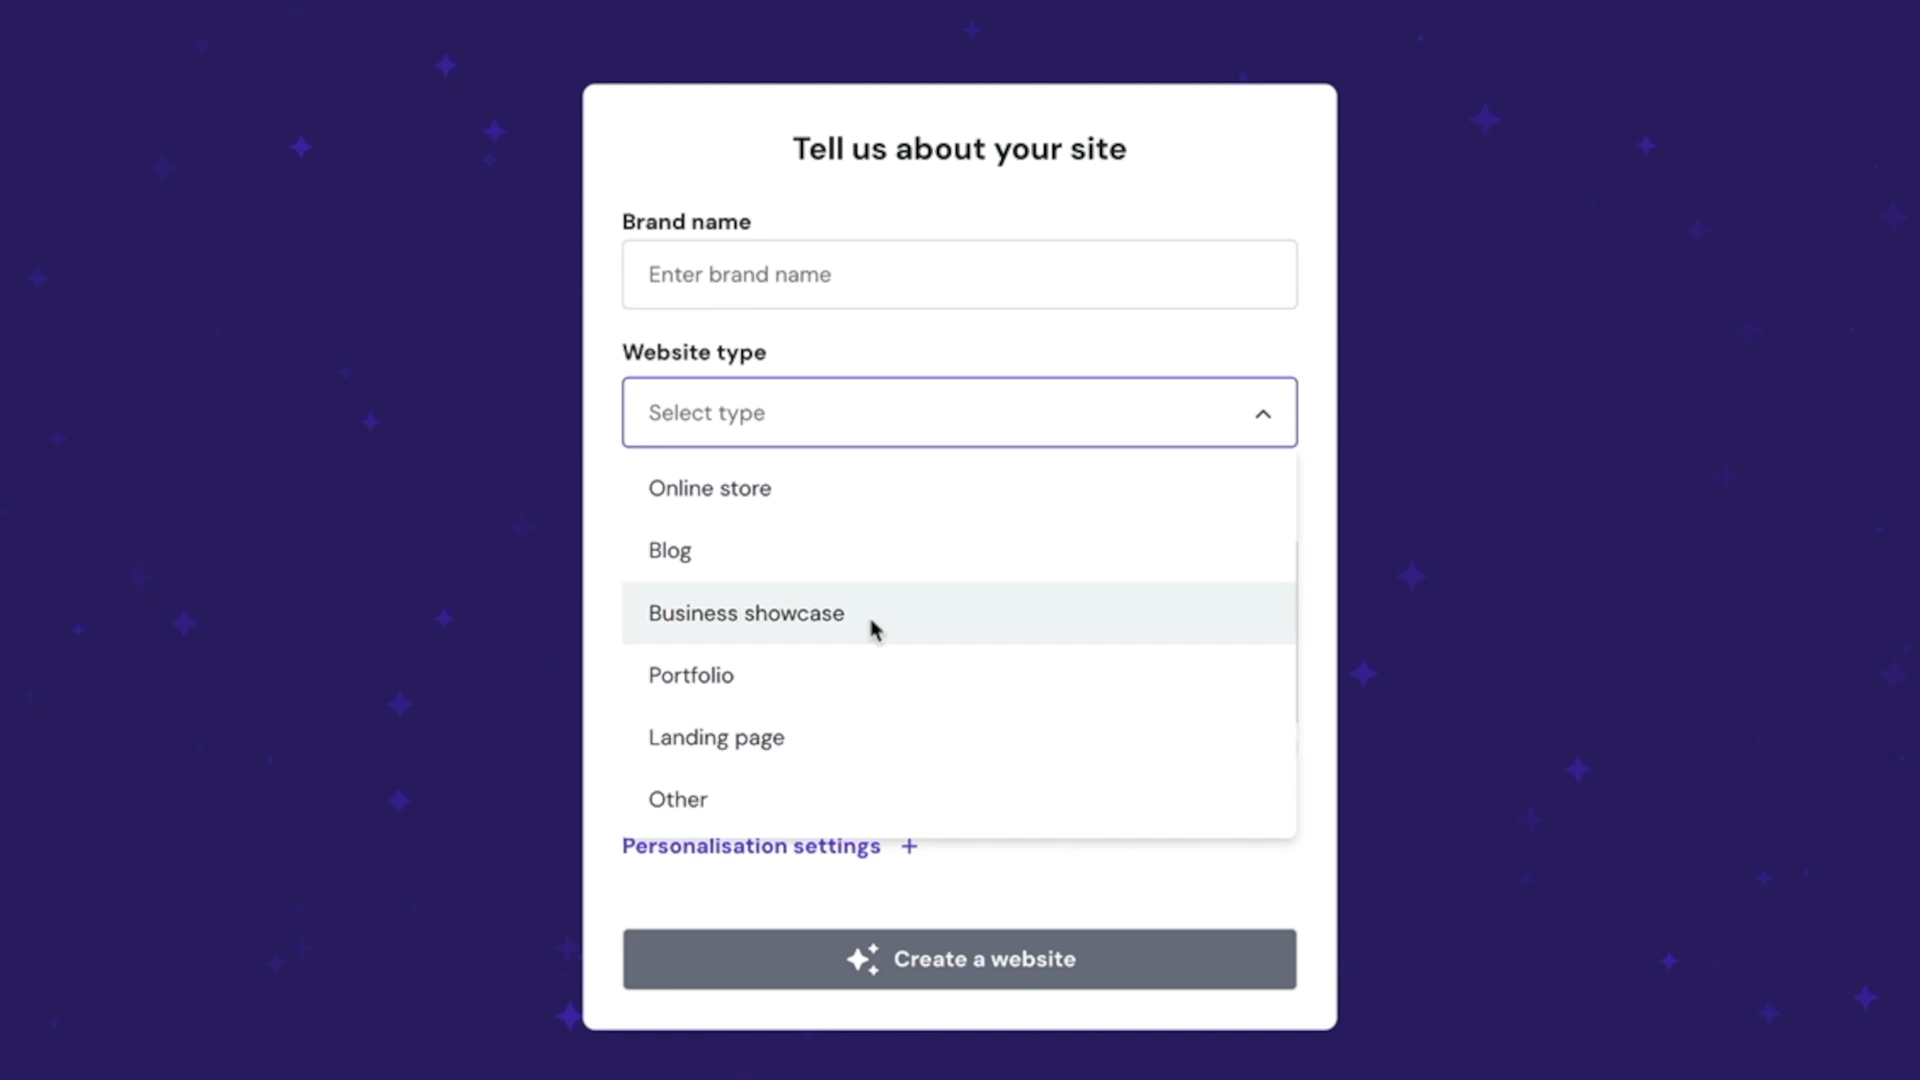 Tell us about your site
Brand name
Enter brand name
Website type
Select type
Online store
Blog
Business showcase
Portfolio
Landing page
Other
Personalisation settings +
Create a website